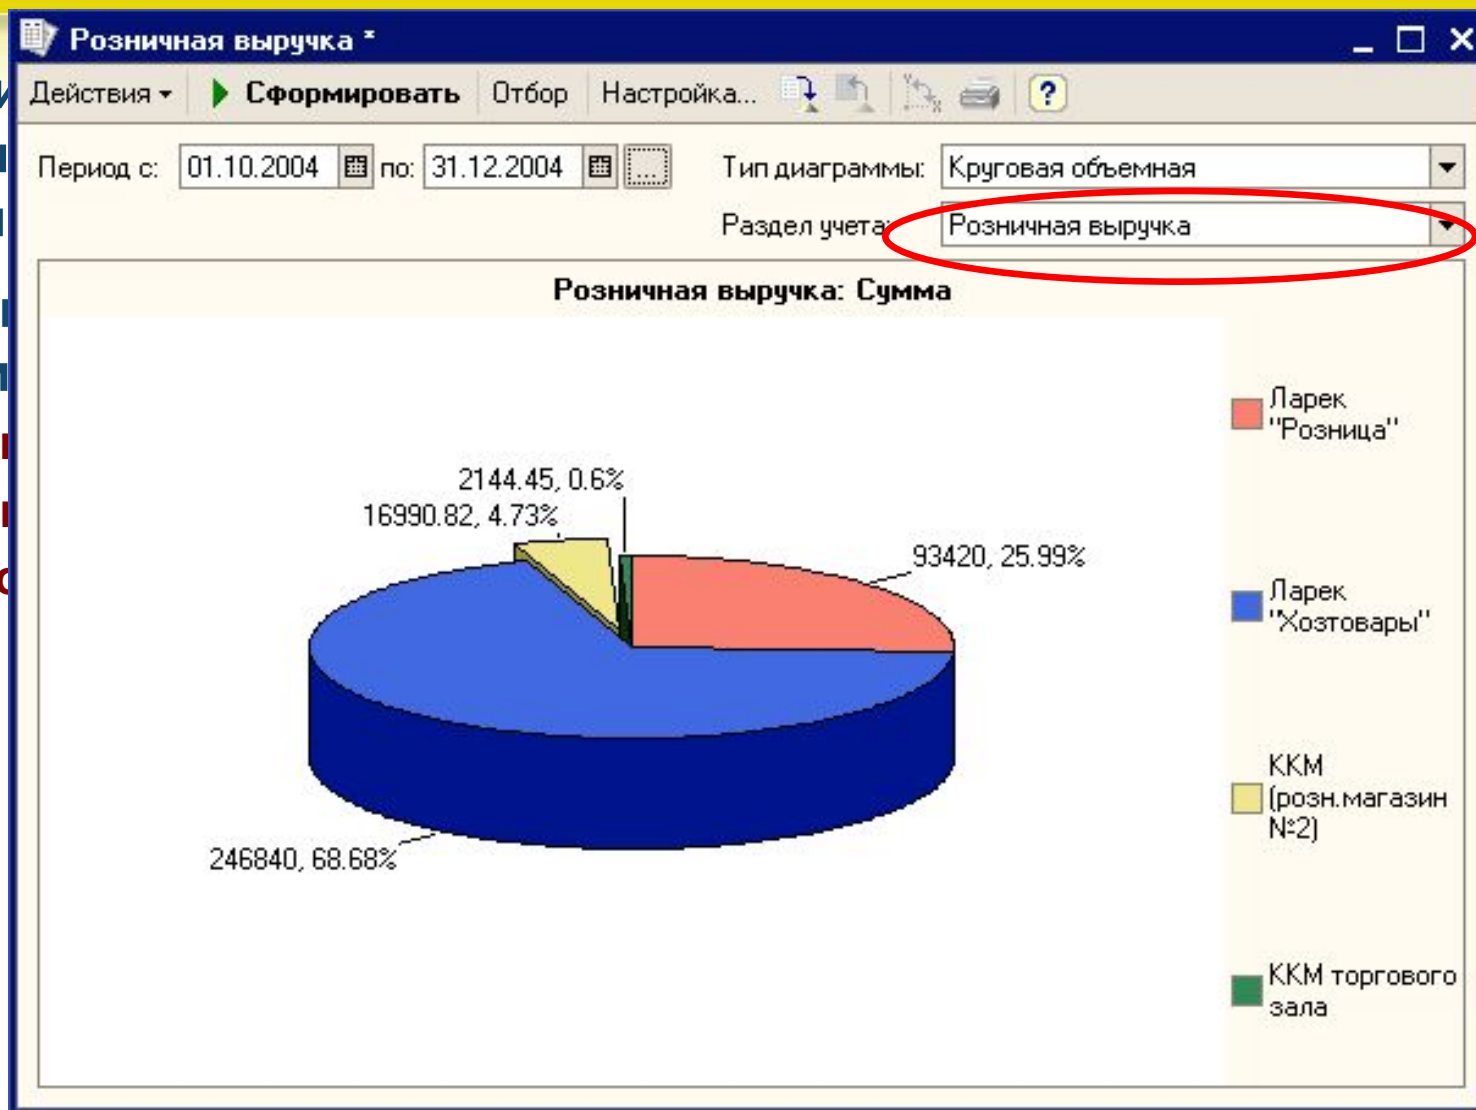 Розничная выручка *
Действия Сформировать Отбор Настройка... ?
Период с: 01.10.2004 по: 31.12.2004 ... Тип диаграммы: Круговая объемная
Раздел учета: Розничная выручка
Розничная выручка: Сумма
2144.45, 0.6%
16990.82, 4.73%
93420, 25.99%
246840, 68.68%
Ларек
"Розница"
Ларек
"Хозтовары"
ККМ
(розн.магазин
№2)
ККМ торгового
зала